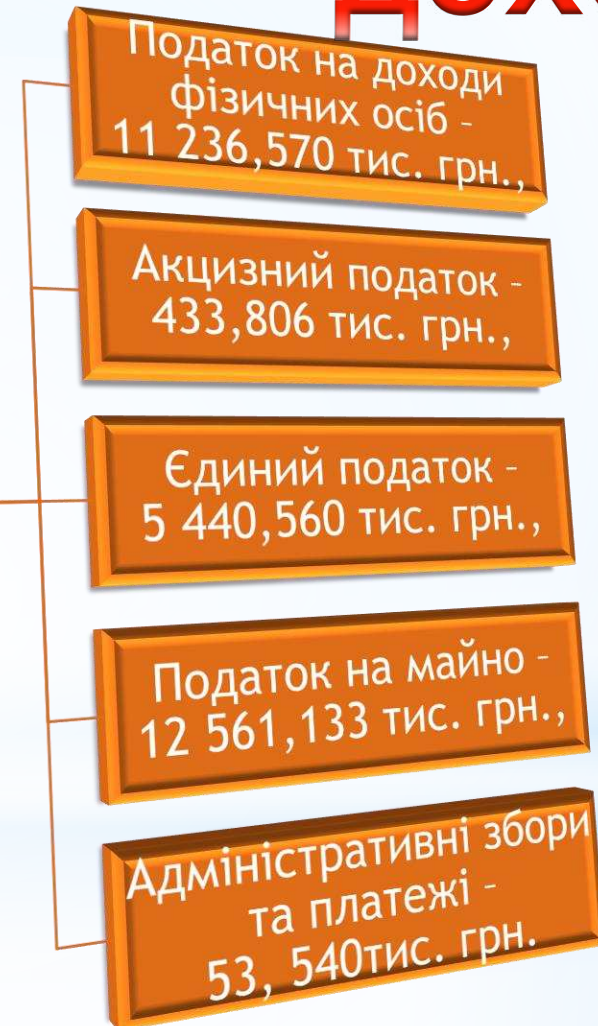 Податок на доходи
фізичних осіб -
11 236,570 тис. грн.,
Акцизний податок -
433,806 тис. грн.,
Єдиний податок -
5 440,560 тис. грн.,
Податок на майно -
12 561,133 тис. грн.,
Адміністративні збори
та платежі -
53, 540тис. грн.